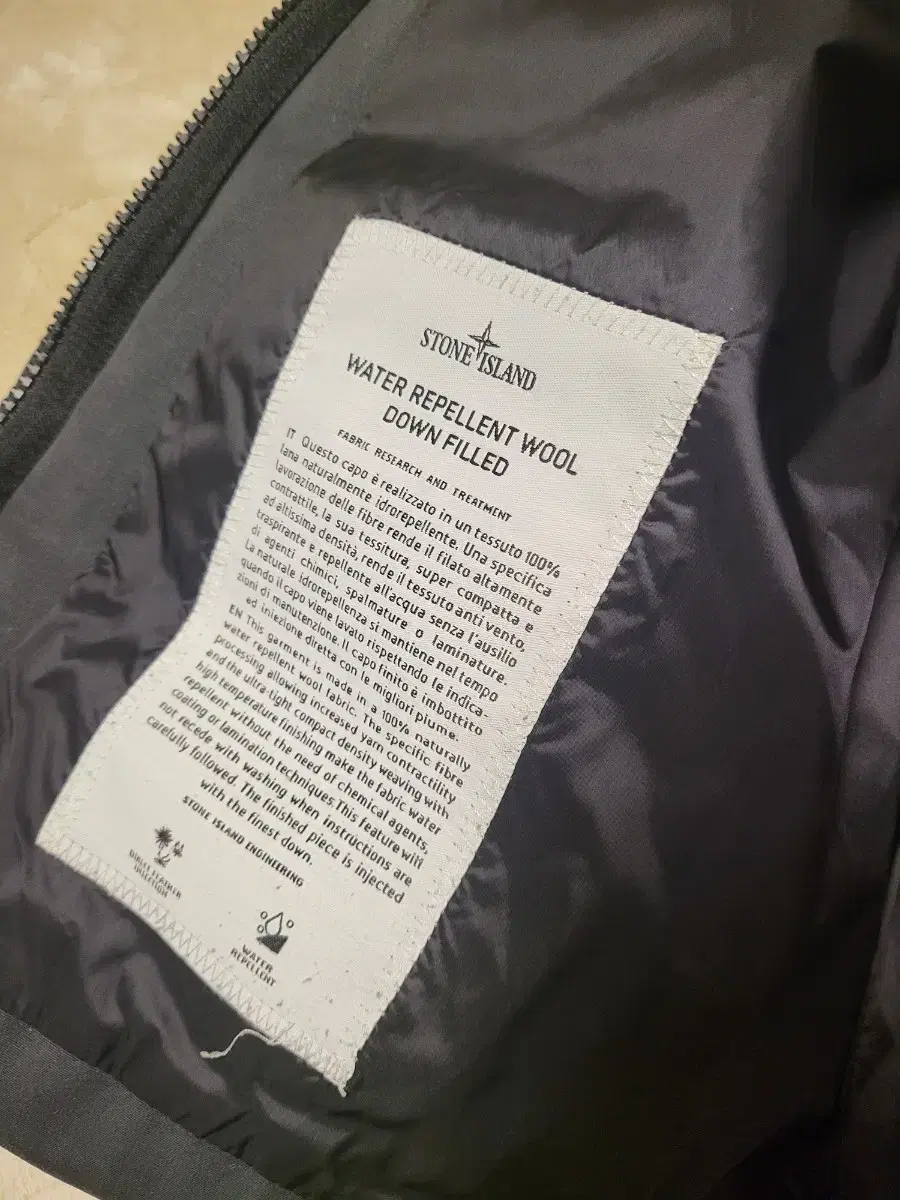 STONE ISLAND
WATER REPELLENT WOOL
DOWN FILLED
FABRIC RESEARCH AND TREATMENT
IT Questo capo è realizzato in un tessuto 100%
lana naturalmente idrorepellente. Una specifica
lavorazione delle fibre rende il filato altamente
contrattile, la sua tessitura, super compatta e
ad altissima densità, rende il tessuto anti vento,
traspirante e repellente all'acqua senza l'ausilio
di agenti chimici, spalmature o laminature.
La naturale idrorepellenza si mantiene nel tempo
quando il capo viene lavato rispettando le indica-
zioni di manutenzione. Il capo finito è imbottito
ad iniezione diretta con le migliori piume.
EN This garment is made in a 100% naturally
water repellent wool fabric. The specific fibre
processing allowing increased yarn contractility
and the ultra-tight compact density weaving with
high temperature finishing make the fabric water
repellent without the need of chemical agents,
coating or lamination techniques.This feature will
not recede with washing when instructions are
carefully followed. The finished piece is injected
with the finest down.
STONE ISLAND ENGINEERING
DIRECT FEATHER
INJECTION
WATER
REPELLENT